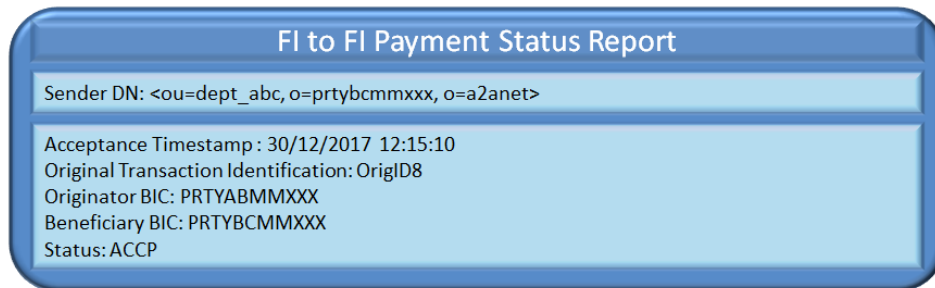 FI to FI Payment Status Report
Sender DN: <ou=dept_abc, o=prtybcmmxxx, o=a2anet>
Acceptance Timestamp : 30/12/2017 12:15:10
Original Transaction Identification: OrigID8
Originator BIC: PRTYABMMXXX
Beneficiary BIC: PRTYBCMMXXX
Status: ACCP